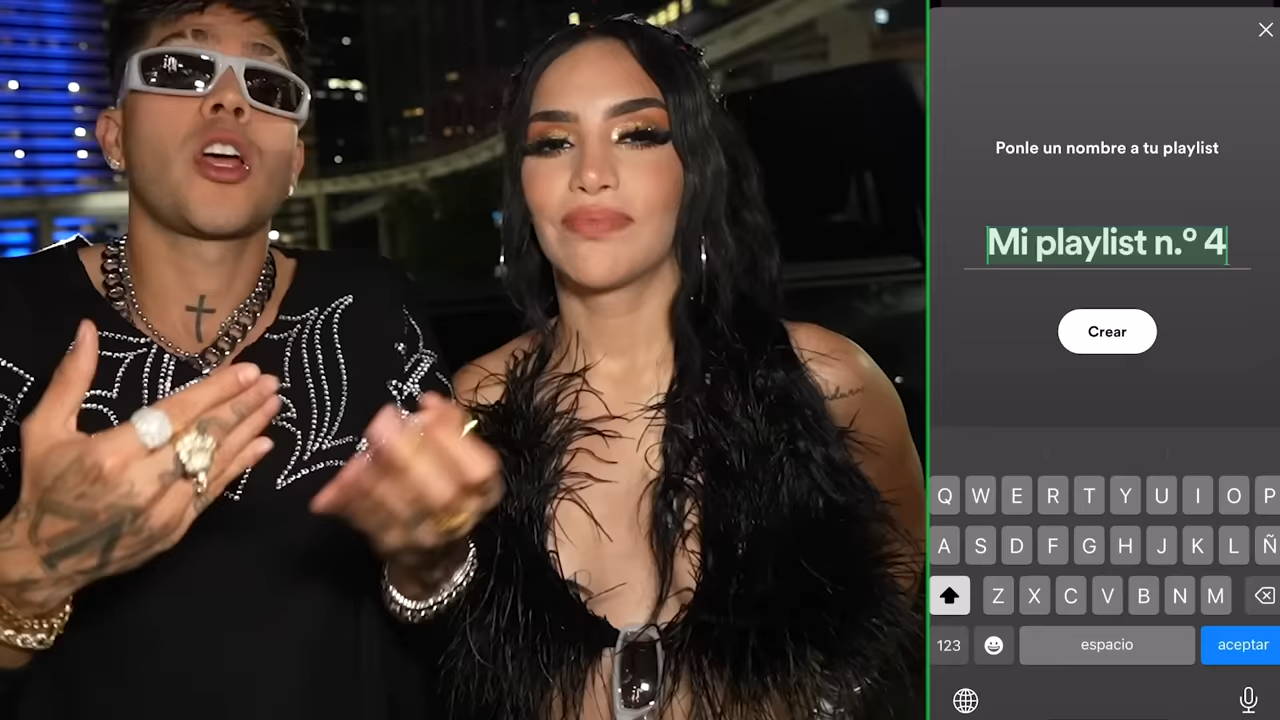 Ponle un nombre a tu playlist
Mi playlist n.º 4
Crear
Q W E R T Y U I O P
A S D F G H J K L Ñ
Z X C V B N M
123 espacio aceptar